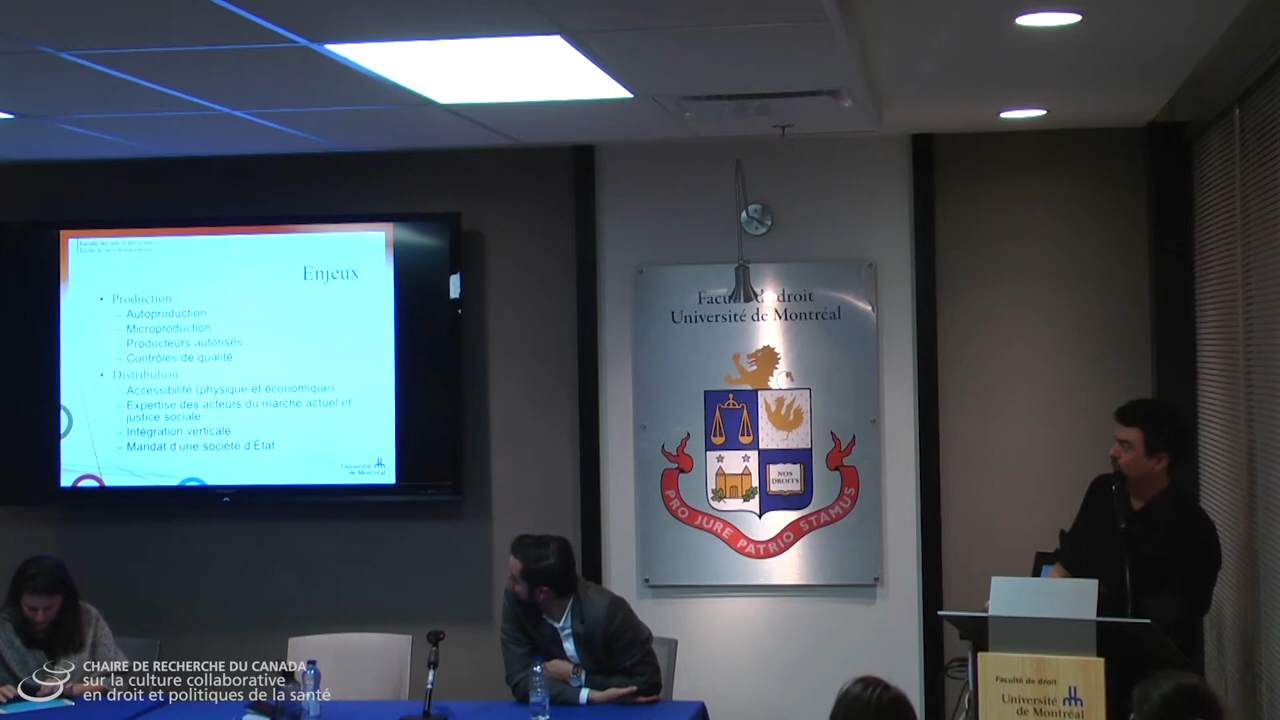 Enjeux
• Production
– Autoproduction
– Microproduction
– Producteurs autorisés
– Contrôles de qualité
• Distribution
– Accessibilité (physique et économique)
– Expertise des acteurs du marché actuel et
justice sociale
– Intégration verticale
– Mandat d'une société d'État
Université
de Montréal
Faculté de droit
Université de Montréal
NOS
DROITS
PRO JURE PATRIO STAMUS
Faculté de droit
Université
de Montréal
CHAIRE DE RECHERCHE DU CANADA
sur la culture collaborative
en droit et politiques de la santé